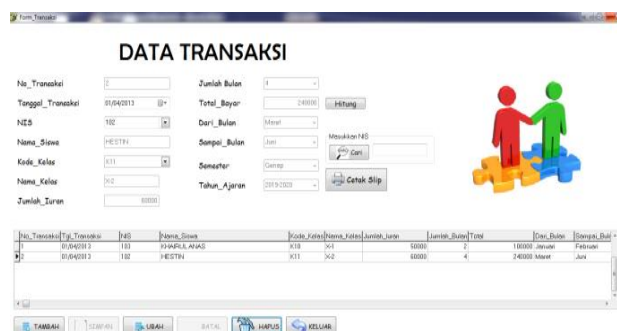 Form_Transaksi
DATA TRANSAKSI
No_Transaksi 2
Tanggal_Transaksi 01/04/2013
NIS 102
Nama_Siswa HESTIN
Kode_Kelas K11
Nama_Kelas X-2
Jumlah_Iuran 60000
Jumlah Bulan 4
Total_Bayar 240000 Hitung
Dari_Bulan Maret
Sampai_Bulan Juni
Semester Genap
Tahun_Ajaran
Masukkan NIS
Cari
Cetak Slip
No_Transaksi Tgl_Transaksi NIS Nama_Siswa Kode_Kelas Nama_Kelas Jumlah_Iuran Jumlah_Bulan Total Dari_Bulan Sampai_Bul
1 01/04/2013 KHAIRUL ANAS K10 X-1 50000 2 100000 Januari Februari
2 01/04/2013 102 HESTIN K11 X-2 60000 4 240000 Maret Juni
TAMBAH SIMPAN UBAH BATAL HAPUS KELUAR